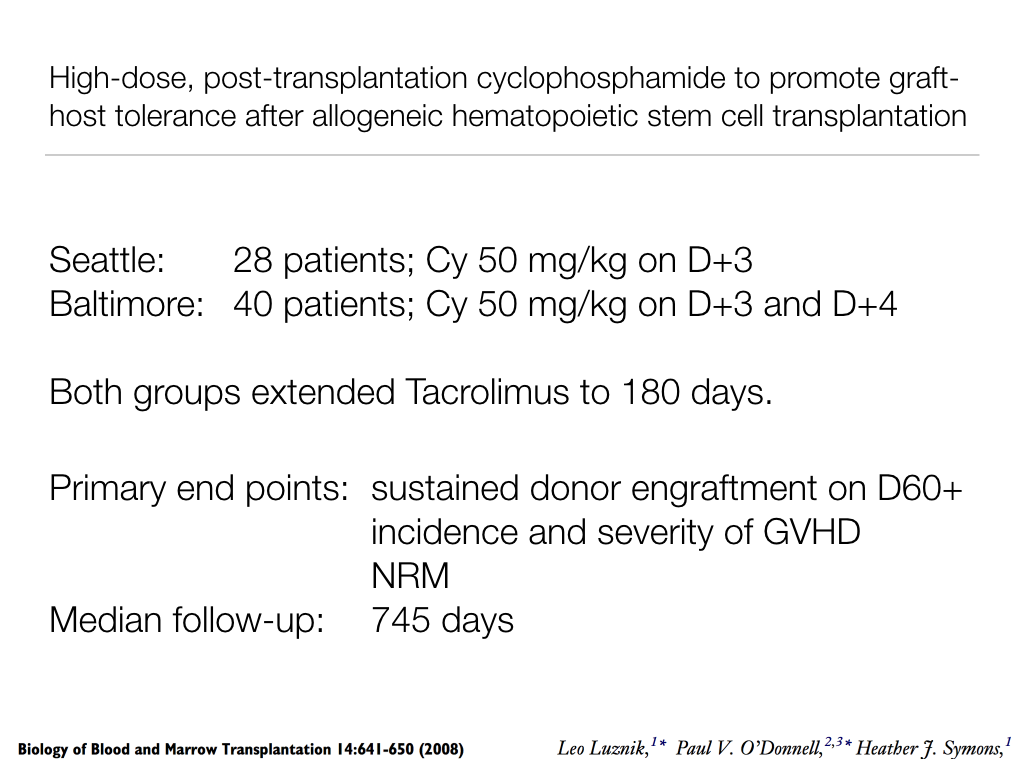 High-dose, post-transplantation cyclophosphamide to promote graft-
host tolerance after allogeneic hematopoietic stem cell transplantation
Seattle: 28 patients; Cy 50 mg/kg on D+3
Baltimore: 40 patients; Cy 50 mg/kg on D+3 and D+4
Both groups extended Tacrolimus to 180 days.
Primary end points: sustained donor engraftment on D60+
incidence and severity of GVHD
NRM
Median follow-up: 745 days
Biology of Blood and Marrow Transplantation 14:641-650 (2008) Leo Luznik,1* Paul V. O'Donnell,2,3* Heather J. Symons,1